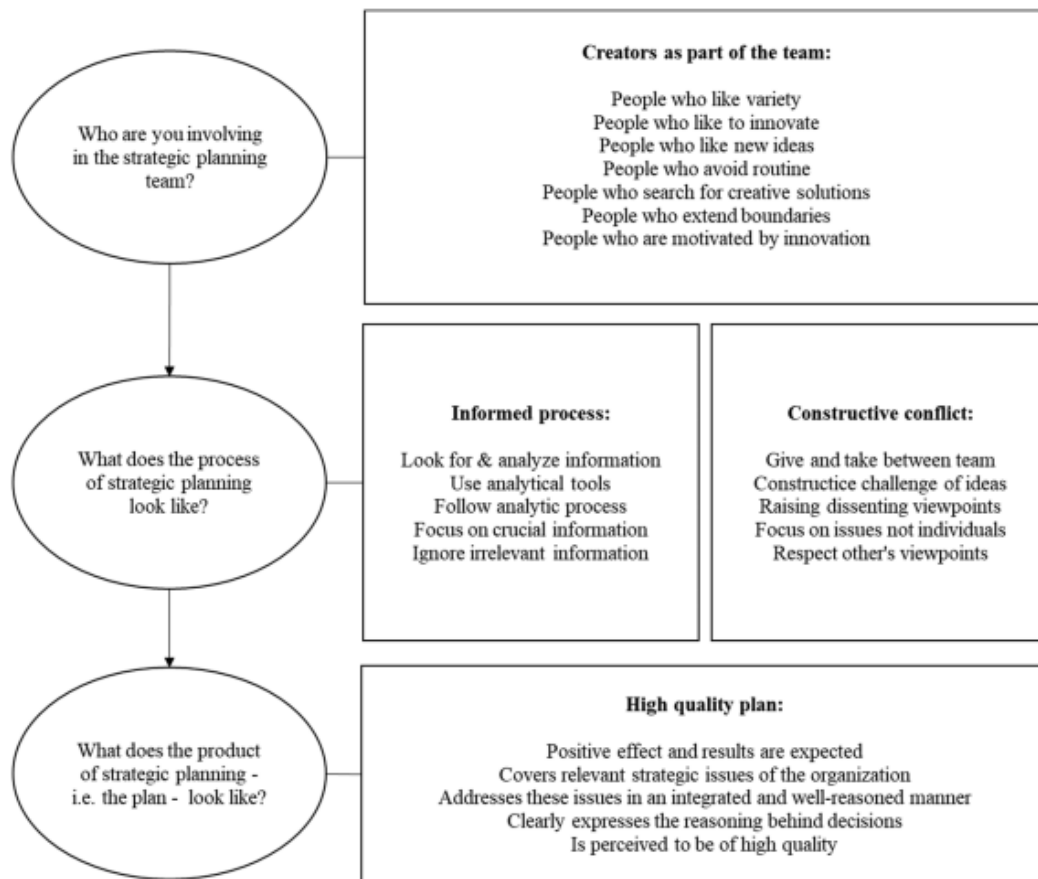 Who are you involving
in the strategic planning
team?
Creators as part of the team:
People who like variety
People who like to innovate
People who like new ideas
People who avoid routine
People who search for creative solutions
People who extend boundaries
People who are motivated by innovation
What does the process
of strategic planning
look like?
Informed process:
Look for & analyze information
Use analytical tools
Follow analytic process
Focus on crucial information
Ignore irrelevant information
Constructive conflict:
Give and take between team
Constructice challenge of ideas
Raising dissenting viewpoints
Focus on issues not individuals
Respect other's viewpoints
What does the product
of strategic planning -
i.e. the plan - look like?
High quality plan:
Positive effect and results are expected
Covers relevant strategic issues of the organization
Addresses these issues in an integrated and well-reasoned manner
Clearly expresses the reasoning behind decisions
Is perceived to be of high quality